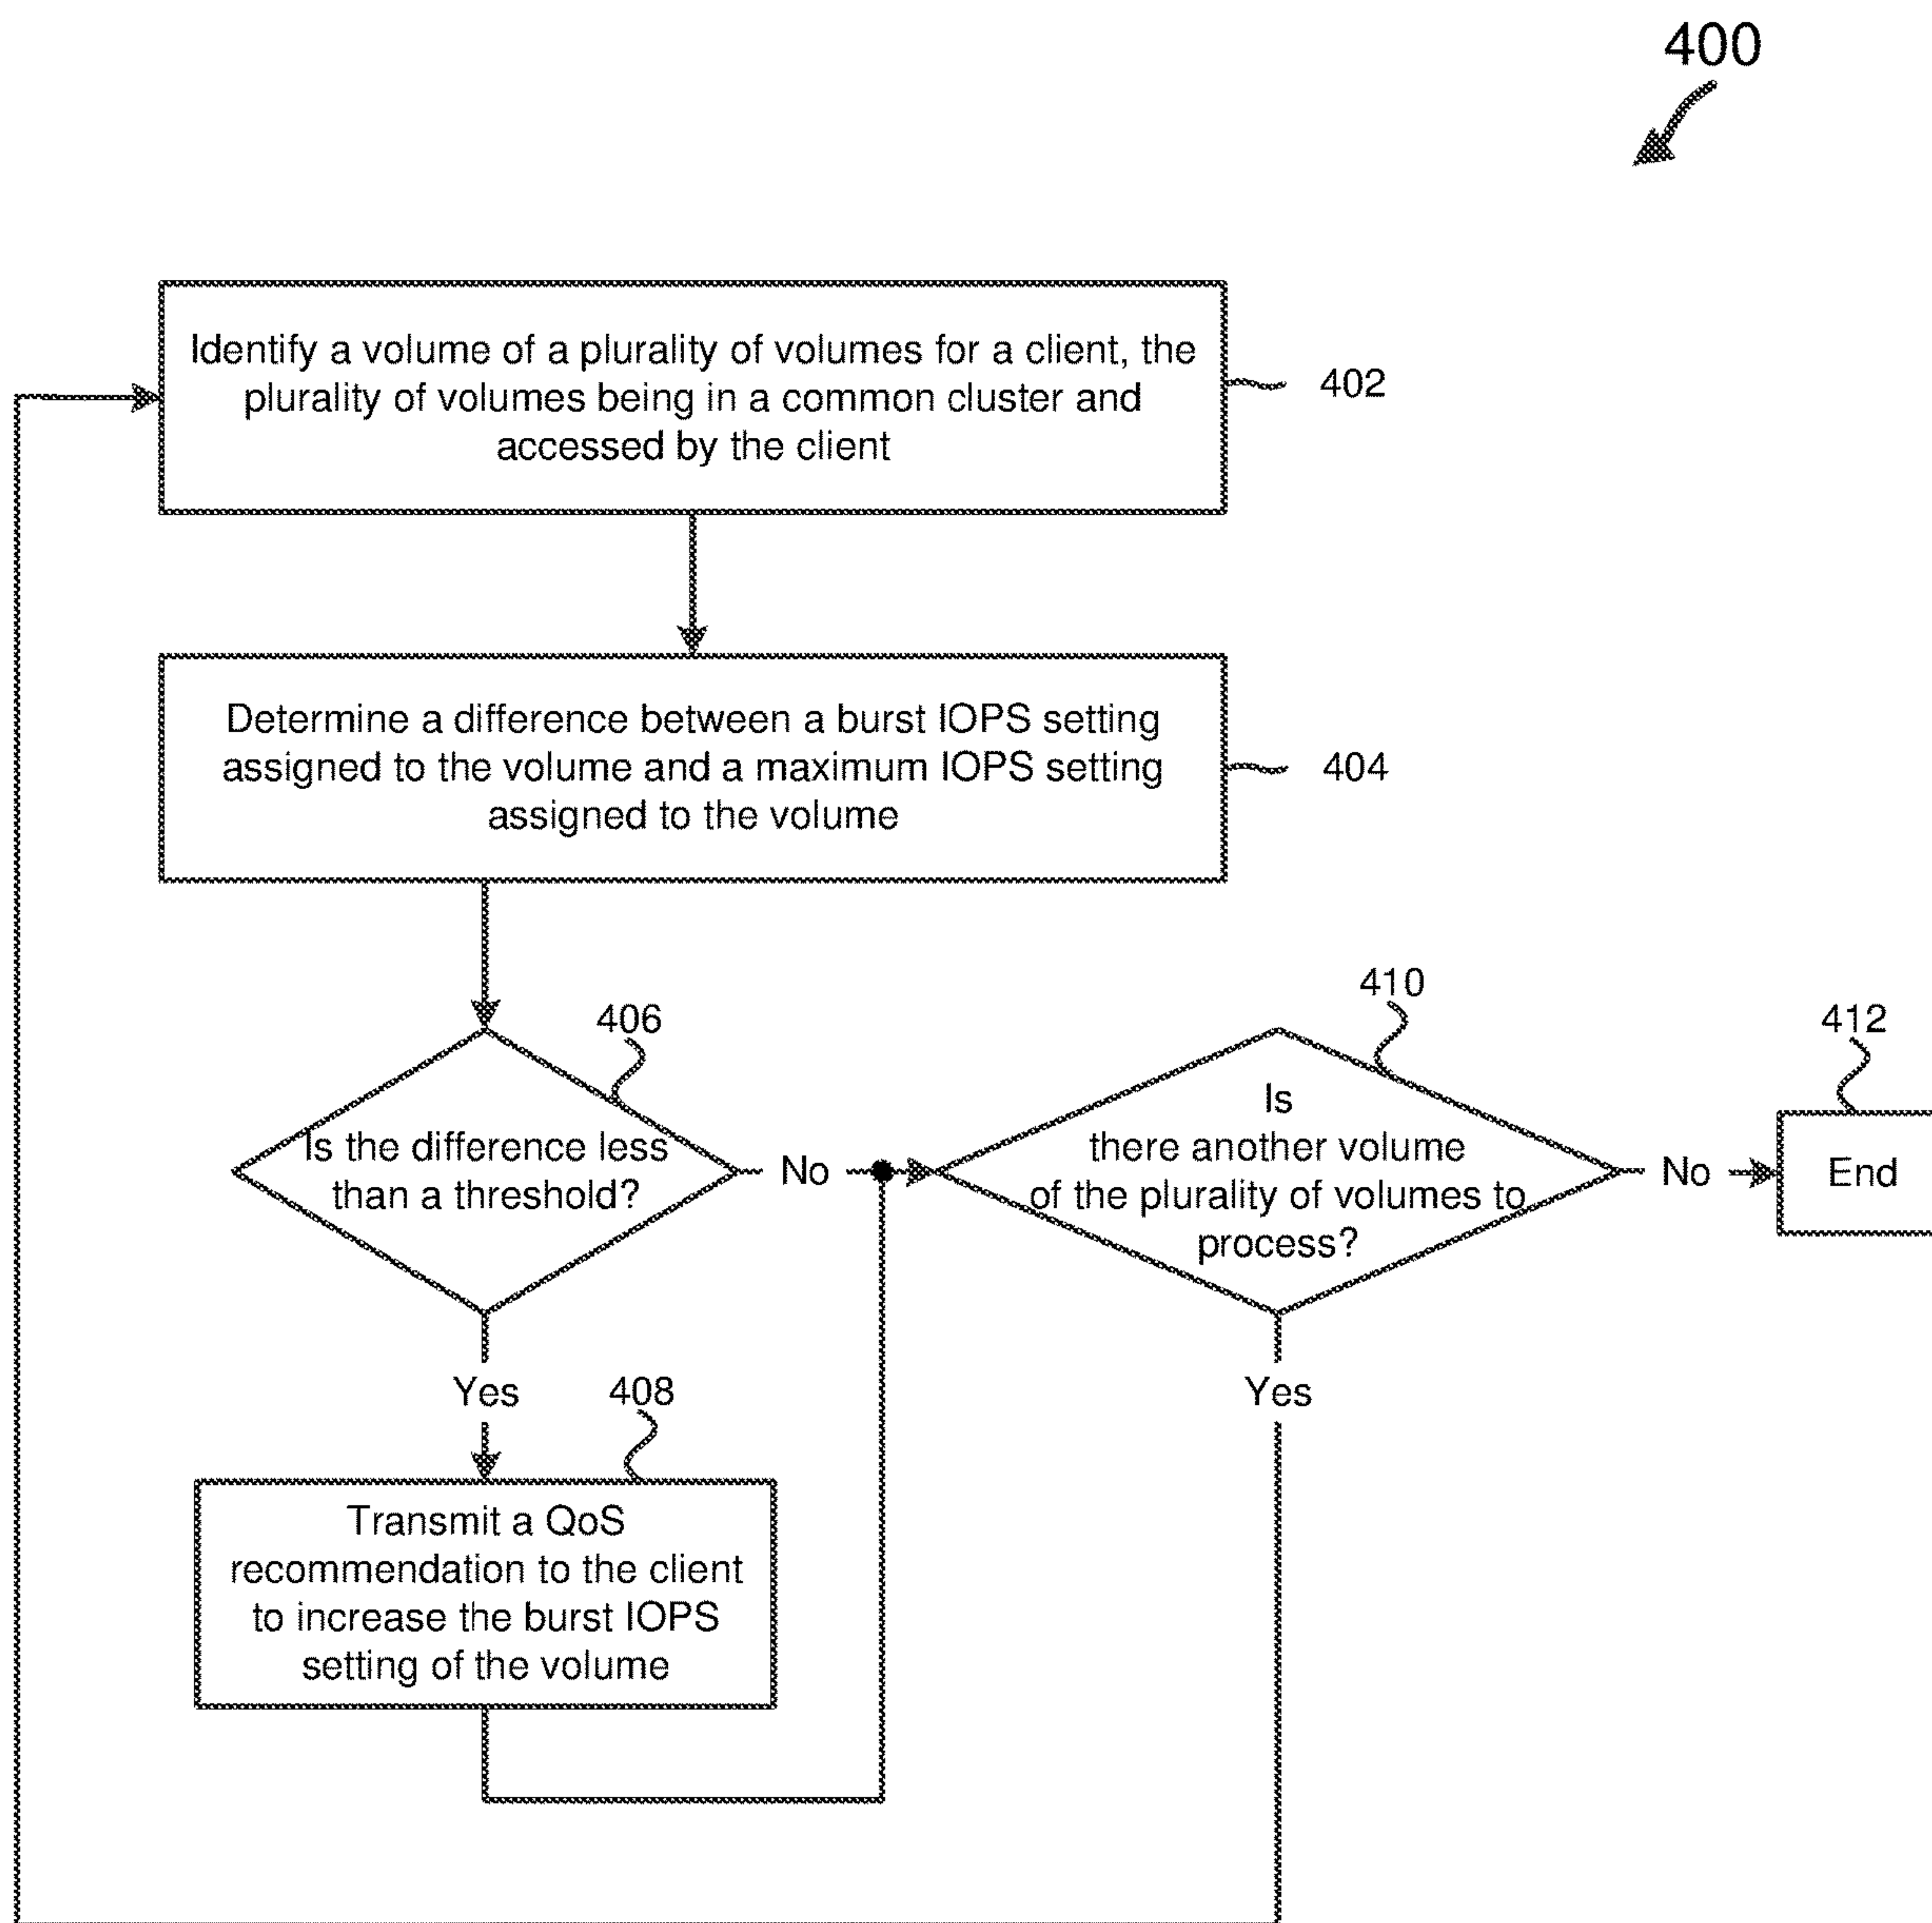 400
Identify a volume of a plurality of volumes for a client, the
plurality of volumes being in a common cluster and
accessed by the client
402
Determine a difference between a burst IOPS setting
assigned to the volume and a maximum IOPS setting
assigned to the volume
404
406
Is the difference less
than a threshold?
No
410
Is
there another volume
of the plurality of volumes to
process?
No
412
End
Yes
408
Transmit a QoS
recommendation to the client
to increase the burst IOPS
setting of the volume
Yes